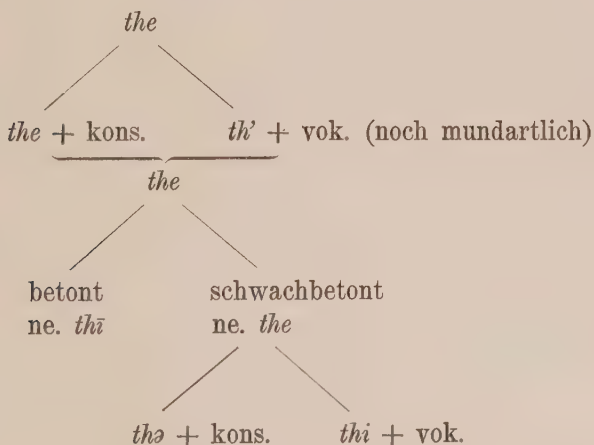 the
the + kons. th’ + vok. (noch mundartlich)
the
betont schwachbetont
ne. thī ne. the
thə + kons. thi + vok.